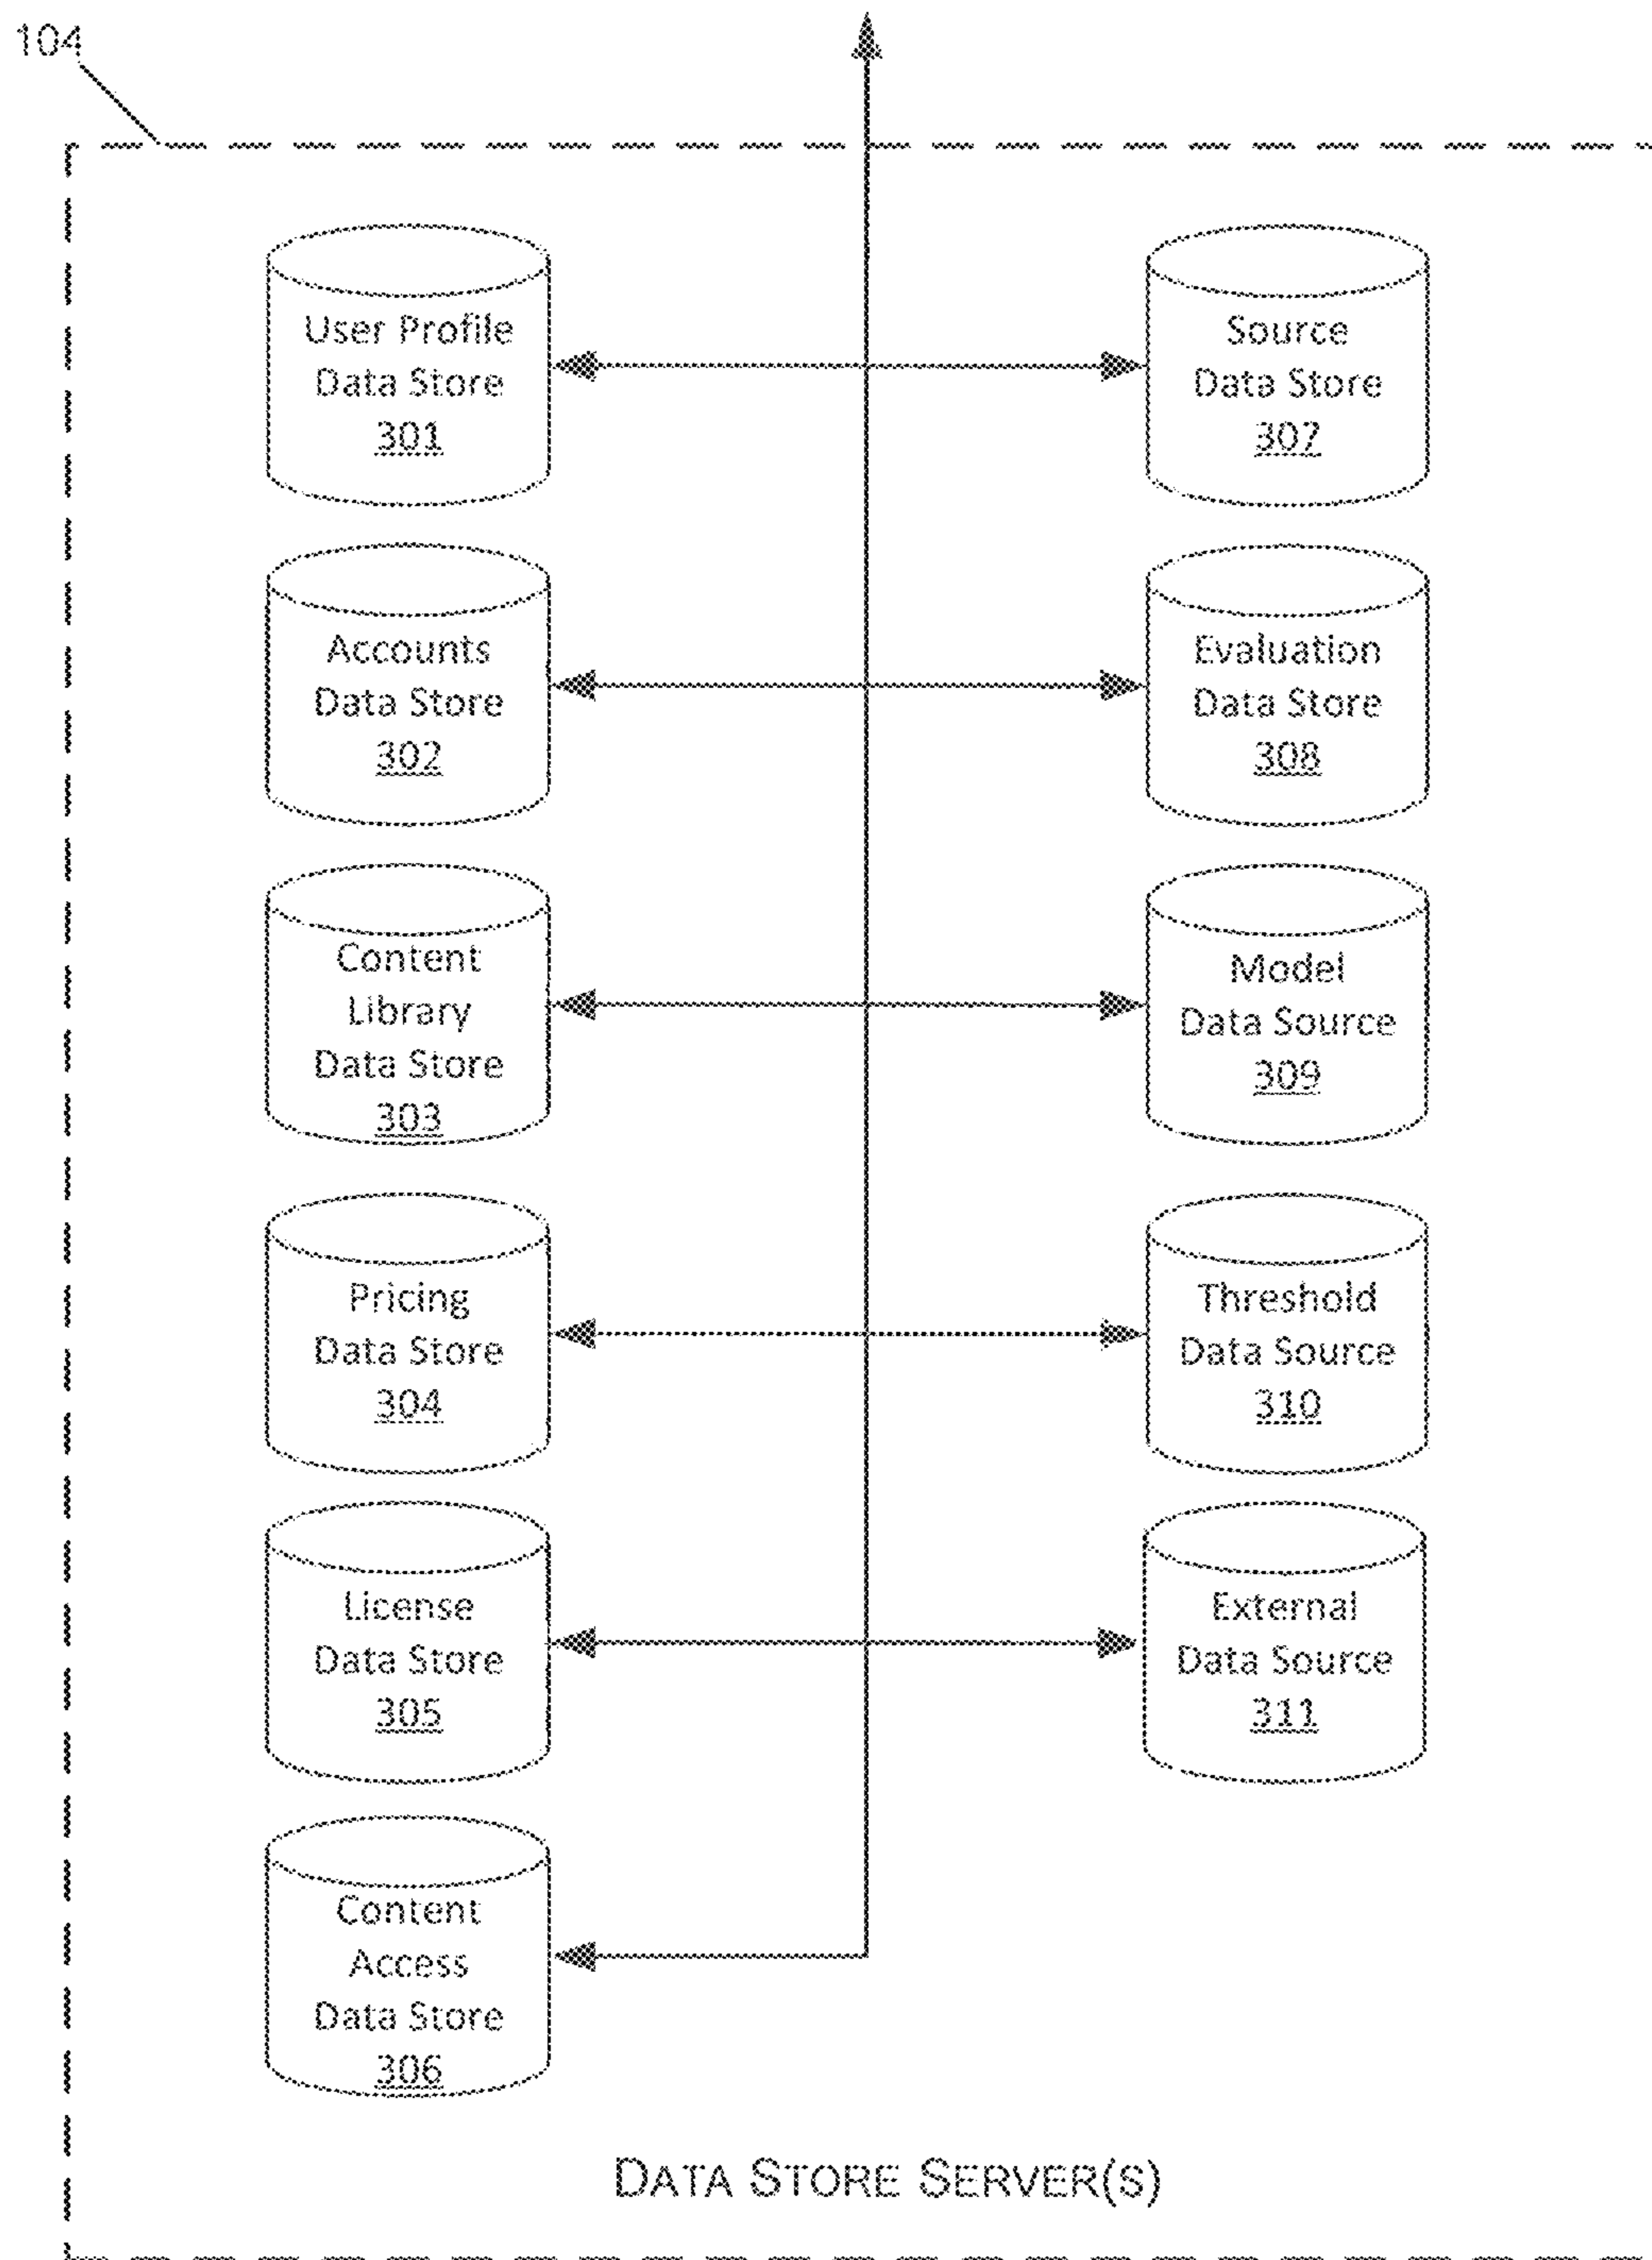 104
User Profile
Data Store
301
Source
Data Store
307
Accounts
Data Store
302
Evaluation
Data Store
308
Content
Library
Data Store
303
Model
Data Source
309
Pricing
Data Store
304
Threshold
Data Source
310
License
Data Store
305
External
Data Source
311
Content
Access
Data Store
306
DATA STORE SERVER(S)